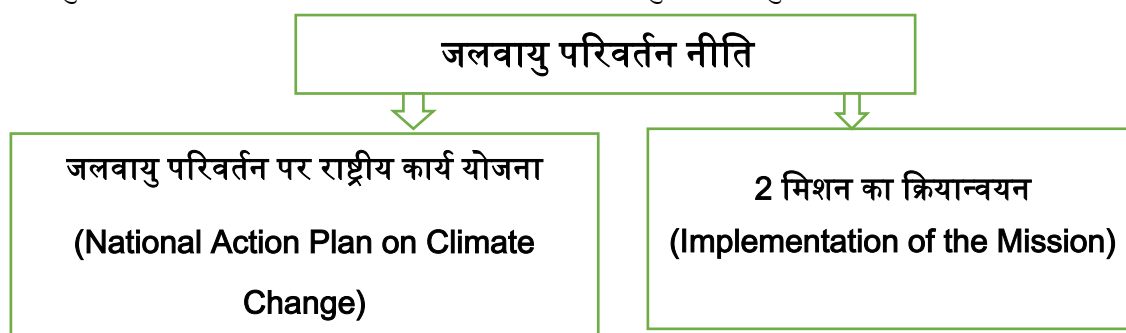 जलवायु परिवर्तन नीति
जलवायु परिवर्तन पर राष्ट्रीय कार्य योजना
(National Action Plan on Climate
Change)
2 मिशन का क्रियान्वयन
(Implementation of the Mission)